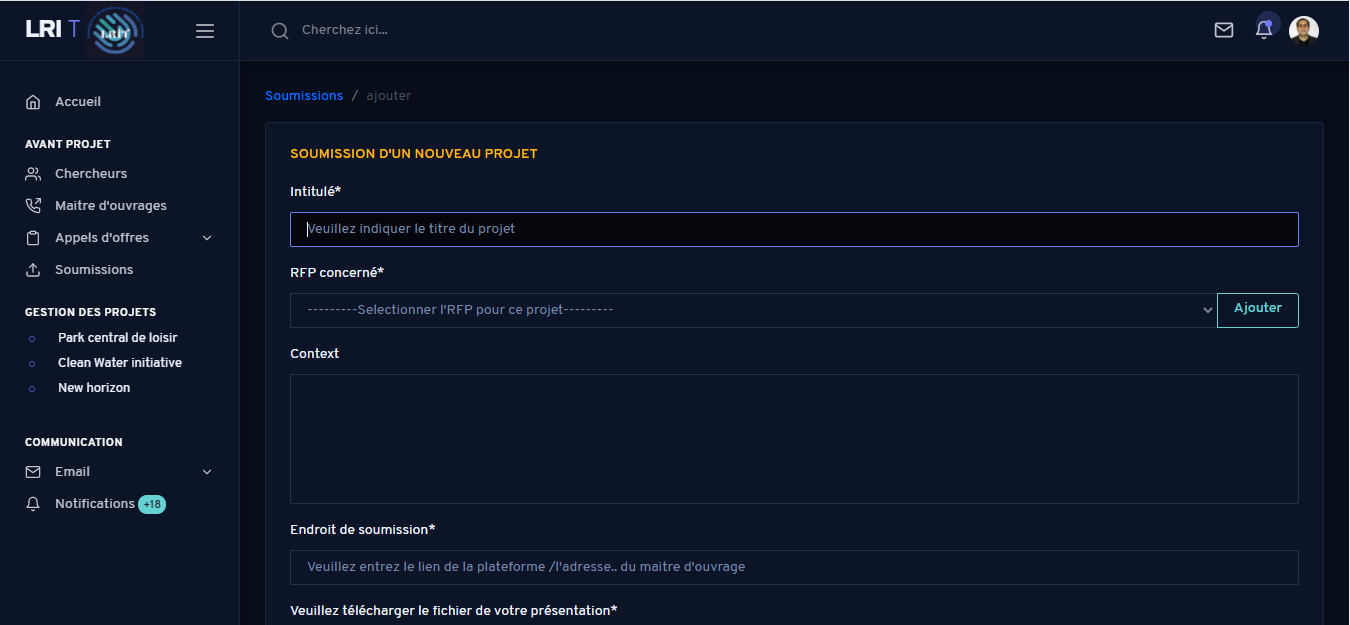 LRI T LRIT
Cherchez ici...
Accueil
AVANT PROJET
Chercheurs
Maitre d'ouvrages
Appels d'offres
Soumissions
GESTION DES PROJETS
Park central de loisir
Clean Water initiative
New horizon
COMMUNICATION
Email
Notifications +18
Soumissions / ajouter
SOUMISSION D'UN NOUVEAU PROJET
Intitulé*
Veuillez indiquer le titre du projet
RFP concerné*
---------Selectionner l'RFP pour ce projet---------
Ajouter
Context
Endroit de soumission*
Veuillez entrez le lien de la plateforme /l'adresse.. du maitre d'ouvrage
Veuillez télécharger le fichier de votre présentation*